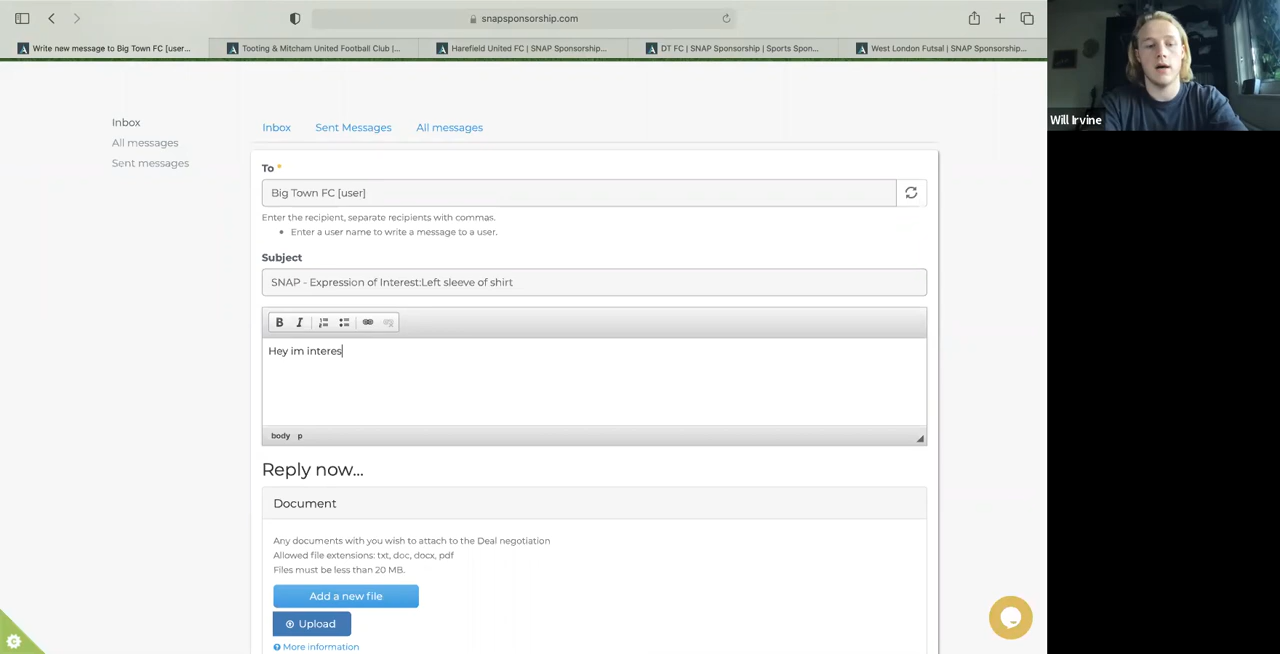 snapsponsorship.com
Write new message to Big Town FC [user...
Tooting & Mitcham United Football Club |...
Harefield United FC | SNAP Sponsorship...
DT FC | SNAP Sponsorship | Sports Spon...
West London Futsal | SNAP Sponsorship...
Will Irvine
Inbox
All messages
Sent messages
Inbox Sent Messages All messages
To *
Big Town FC [user]
Enter the recipient, separate recipients with commas.
Enter a user name to write a message to a user.
Subject
SNAP - Expression of Interest:Left sleeve of shirt
B I
Hey im interes
body p
Reply now...
Document
Any documents with you wish to attach to the Deal negotiation
Allowed file extensions: txt, doc, docx, pdf
Files must be less than 20 MB.
Add a new file
Upload
More information